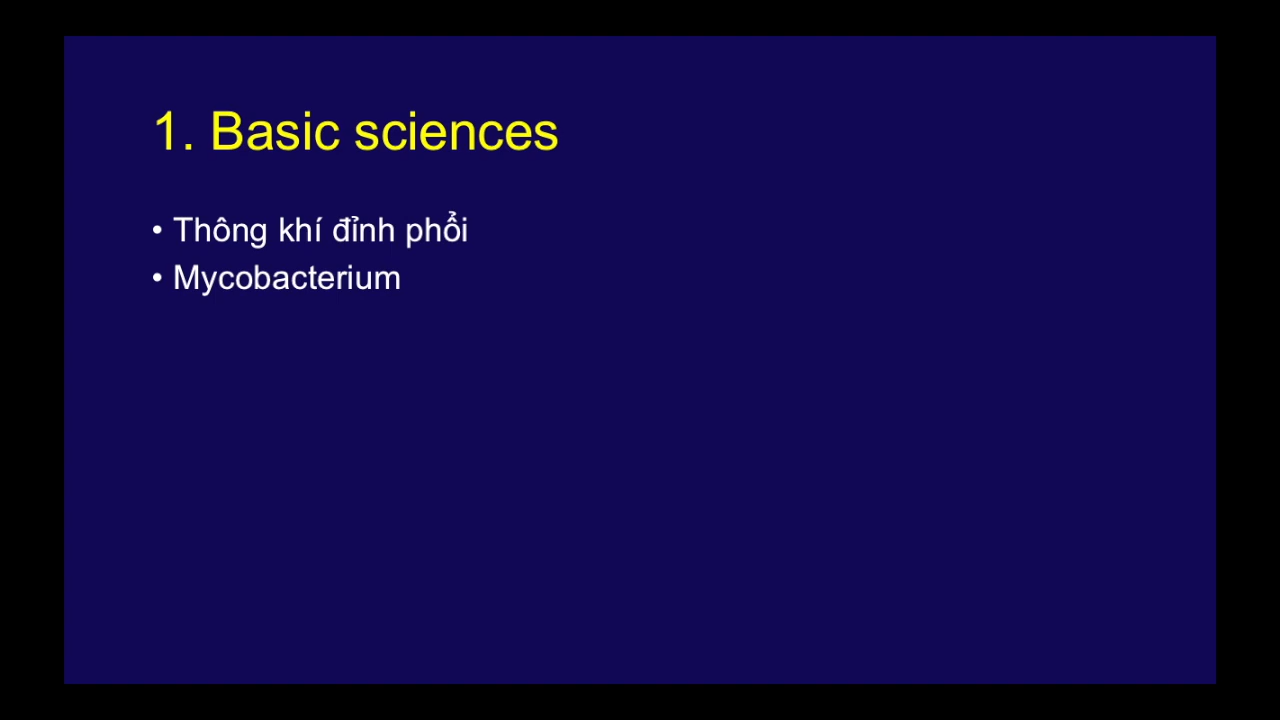 1. Basic sciences
• Thông khí đỉnh phổi
• Mycobacterium